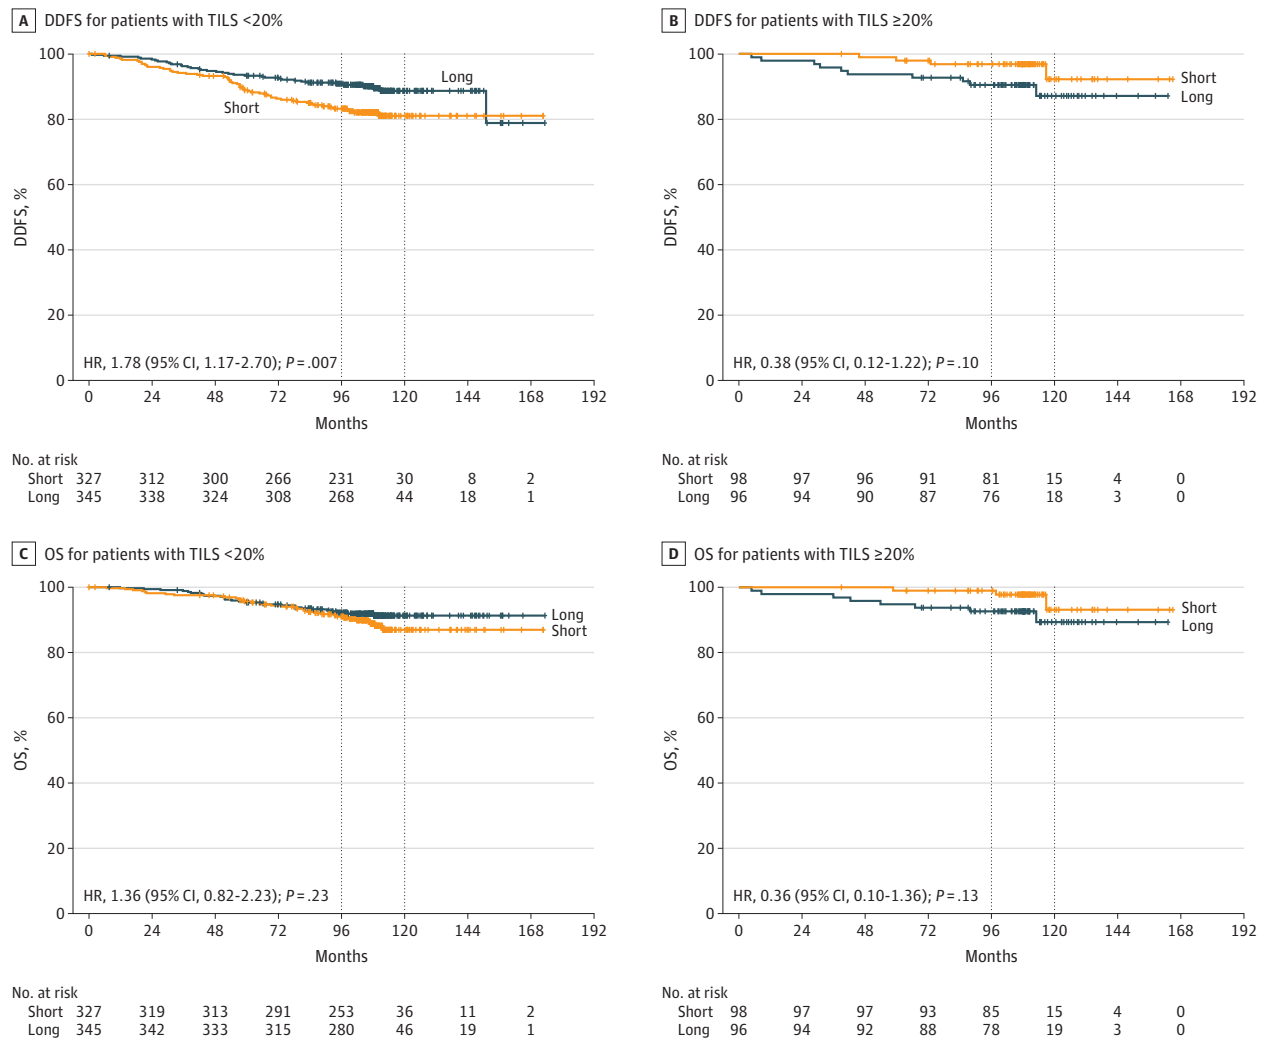 A DDFS for patients with TILS <20%
100
80
60
40
20
0
DDFS, %
Long
Short
HR, 1.78 (95% CI, 1.17-2.70); P = .007
0 24 48 72 96 120 144 168 192
Months
No. at risk
Short 327 312 300 266 231 30 8 2
Long 345 338 324 308 268 44 18 1
B DDFS for patients with TILS ≥20%
100
80
60
40
20
0
DDFS, %
Short
Long
HR, 0.38 (95% CI, 0.12-1.22); P = .10
0 24 48 72 96 120 144 168 192
Months
No. at risk
Short 98 97 96 91 81 15 4 0
Long 96 94 90 87 76 18 3 0
C OS for patients with TILS <20%
100
80
60
40
20
0
OS, %
Long
Short
HR, 1.36 (95% CI, 0.82-2.23); P = .23
0 24 48 72 96 120 144 168 192
Months
No. at risk
Short 327 319 313 291 253 36 11 2
Long 345 342 333 315 280 46 19 1
D OS for patients with TILS ≥20%
100
80
60
40
20
0
OS, %
Short
Long
HR, 0.36 (95% CI, 0.10-1.36); P = .13
0 24 48 72 96 120 144 168 192
Months
No. at risk
Short 98 97 97 93 85 15 4 0
Long 96 94 92 88 78 19 3 0